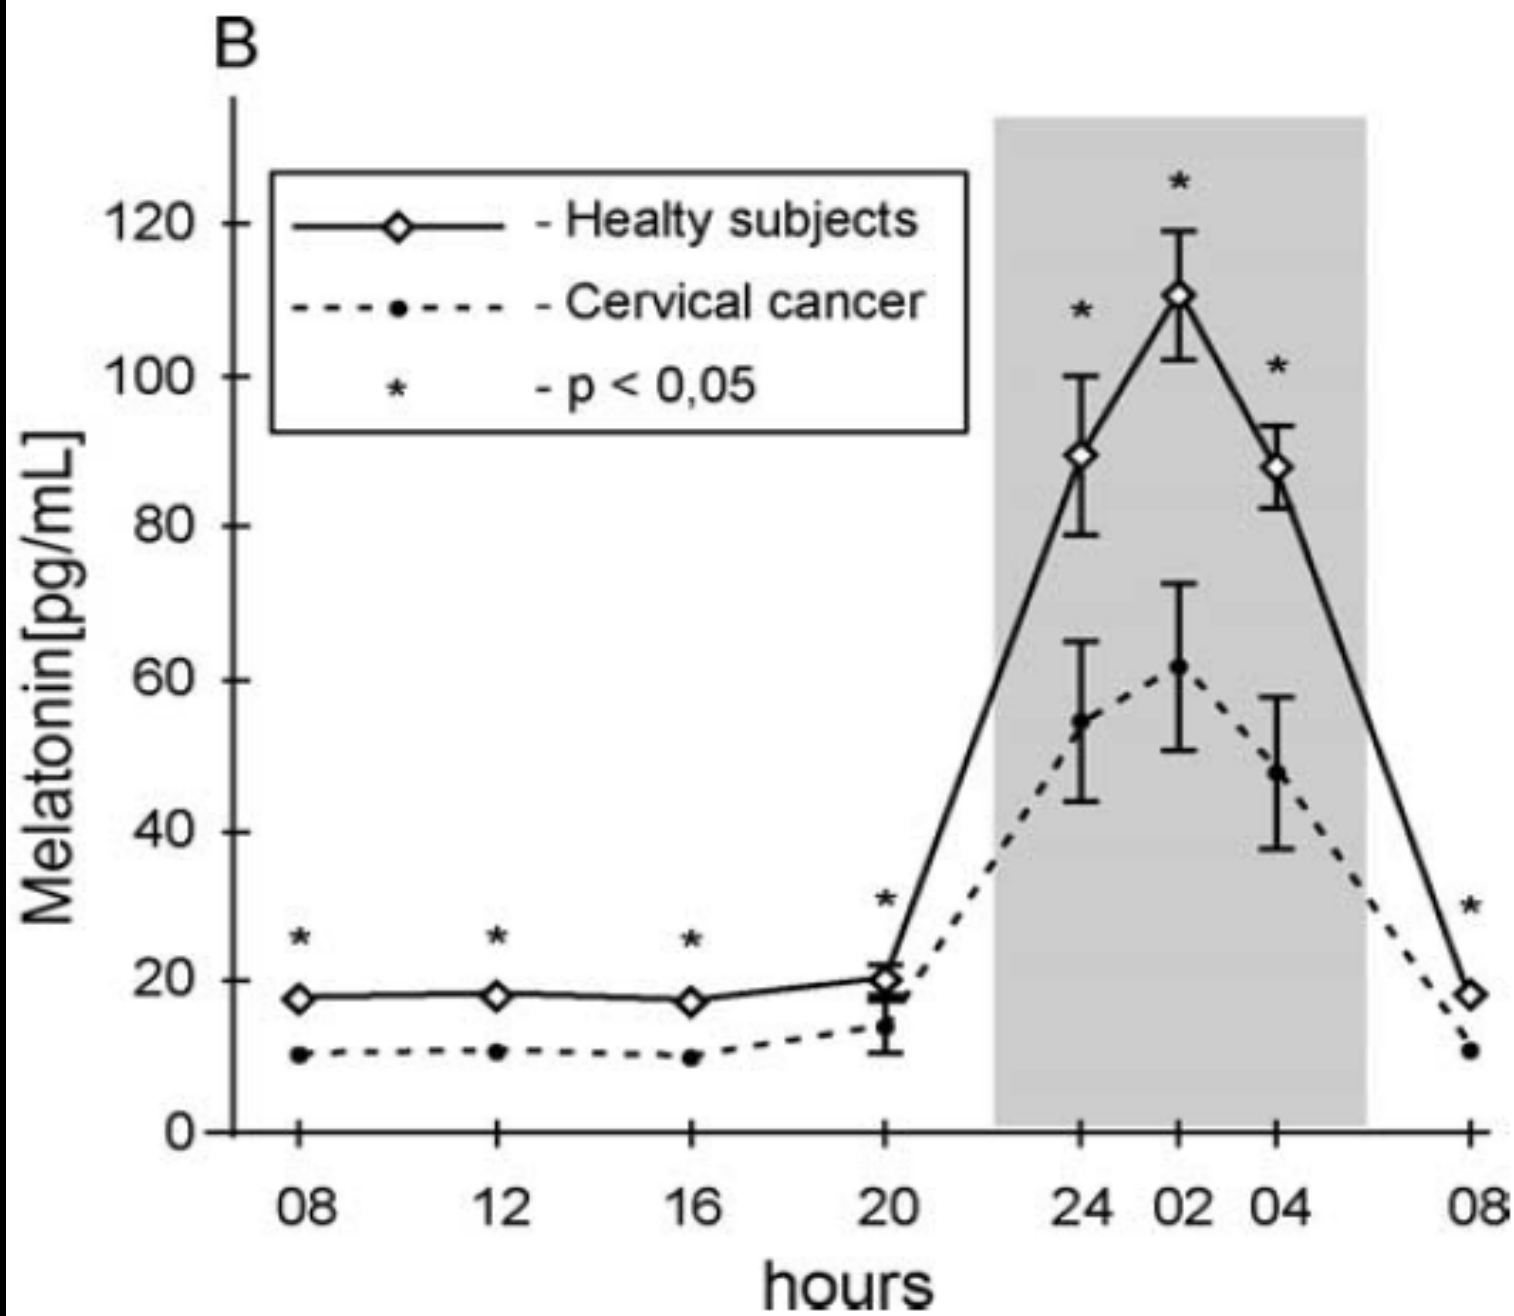 B
- Healty subjects
- Cervical cancer
* - p < 0,05
Melatonin[pg/mL]
120
100
80
60
40
20
0
* * * * * * * *
08 12 16 20 24 02 04 08
hours